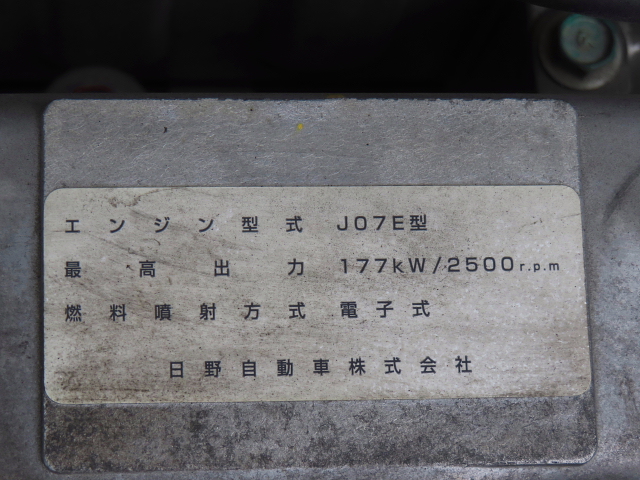 エンジン型式 J07E型
最高出力 177kW/2500r.p.m
燃料噴射方式 電子式
日野自動車株式会社